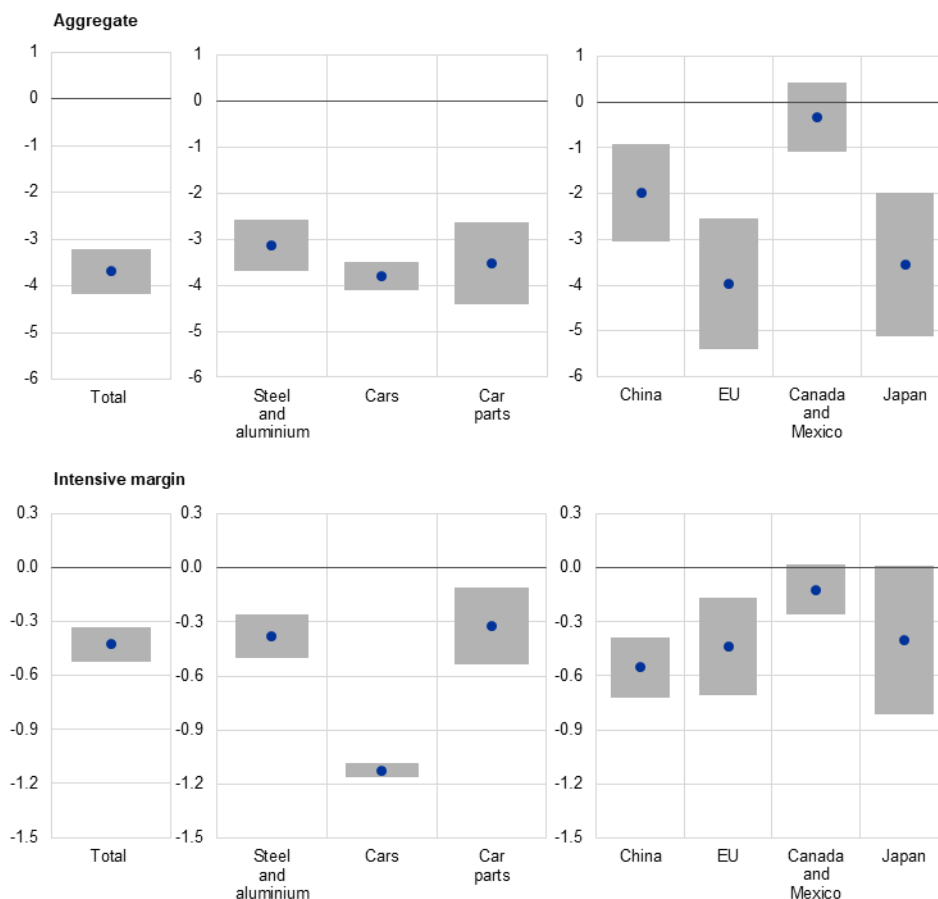 Aggregate
1
0
-1
-2
-3
-4
-5
-6
Total
1
0
-1
-2
-3
-4
-5
-6
Steel
and
aluminium
Cars
Car
parts
1
0
-1
-2
-3
-4
-5
-6
China
EU
Canada
and
Mexico
Japan
Intensive margin
0.3
0.0
-0.3
-0.6
-0.9
-1.2
-1.5
Total
0.3
0.0
-0.3
-0.6
-0.9
-1.2
-1.5
Steel
and
aluminium
Cars
Car
parts
0.3
0.0
-0.3
-0.6
-0.9
-1.2
-1.5
China
EU
Canada
and
Mexico
Japan